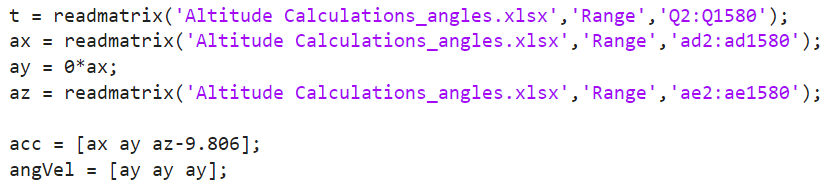 t = readmatrix('Altitude Calculations_angles.xlsx','Range','Q2:Q1580');
ax = readmatrix('Altitude Calculations_angles.xlsx','Range','ad2:ad1580');
ay = 0*ax;
az = readmatrix('Altitude Calculations_angles.xlsx','Range','ae2:ae1580');
acc = [ax ay az-9.806];
angVel = [ay ay ay];